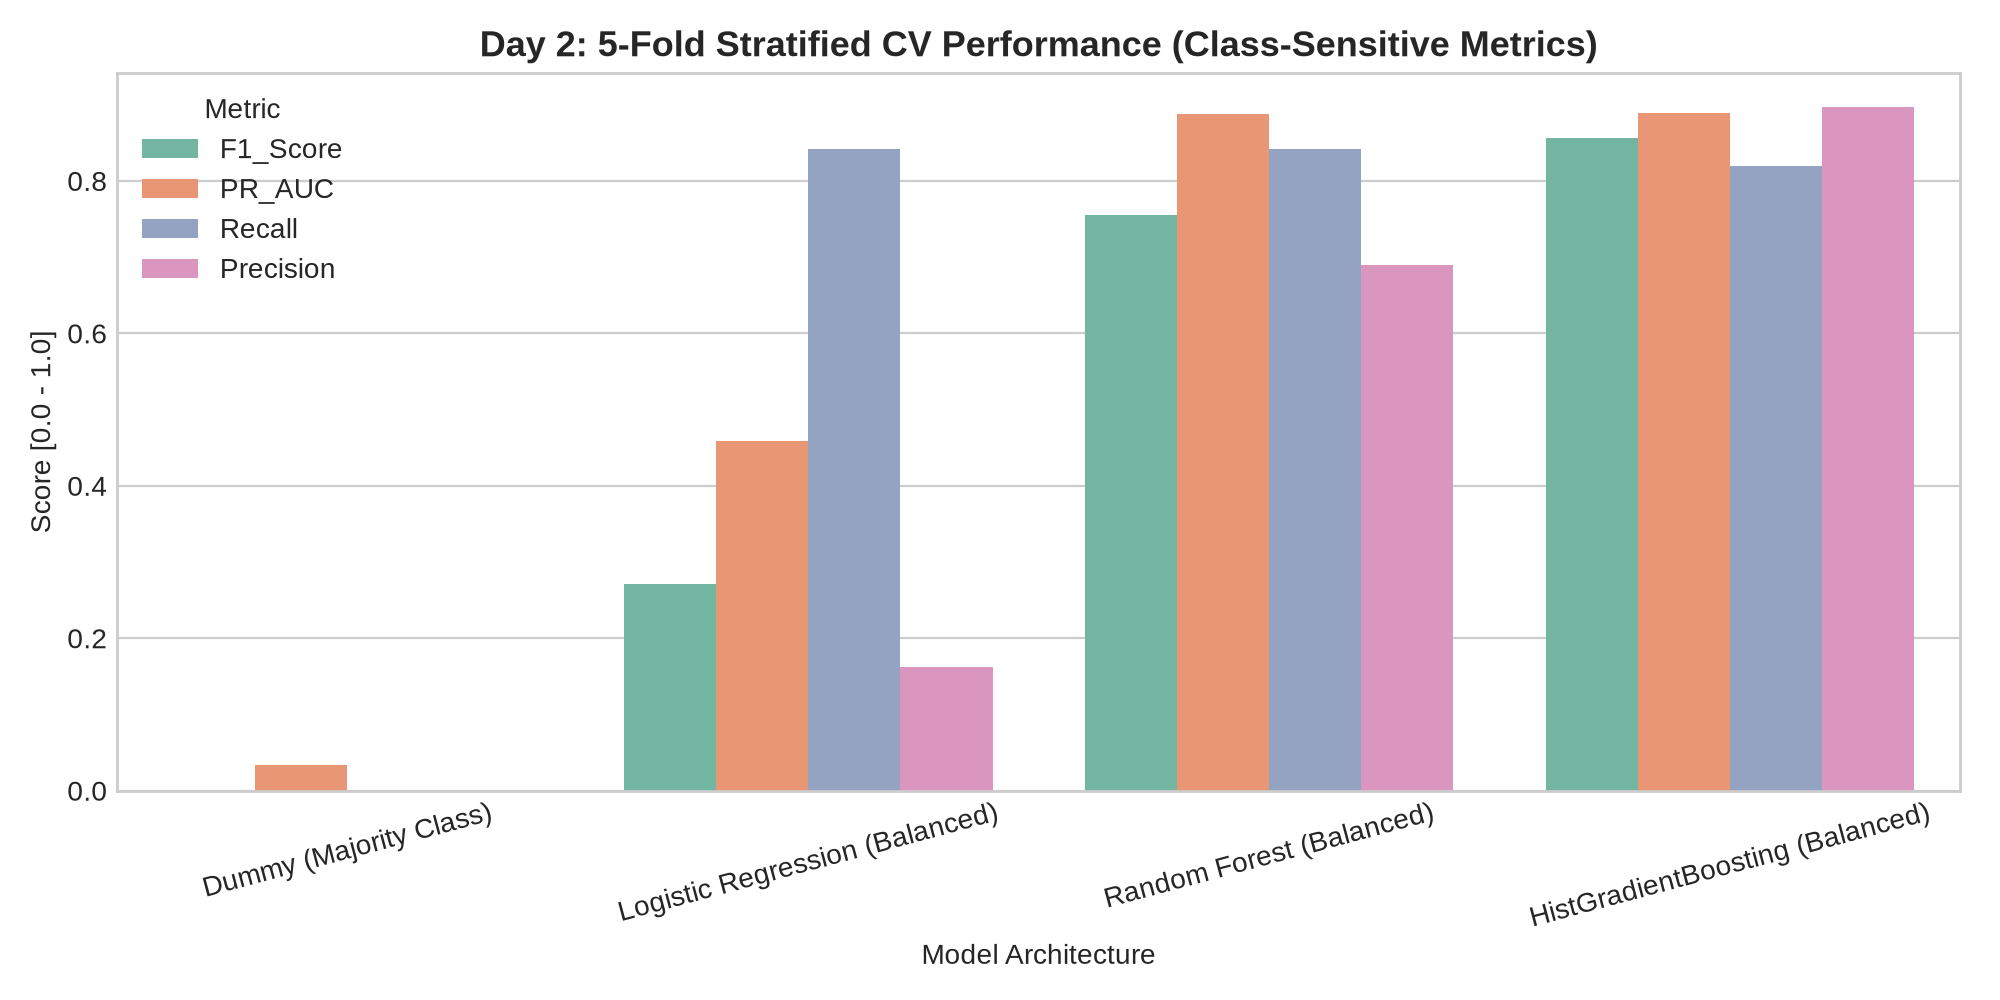 Day 2: 5-Fold Stratified CV Performance (Class-Sensitive Metrics)
Metric
F1_Score
PR_AUC
Recall
Precision
Score [0.0 - 1.0]
0.8
0.6
0.4
0.2
0.0
Dummy (Majority Class)
Logistic Regression (Balanced)
Random Forest (Balanced)
HistGradientBoosting (Balanced)
Model Architecture